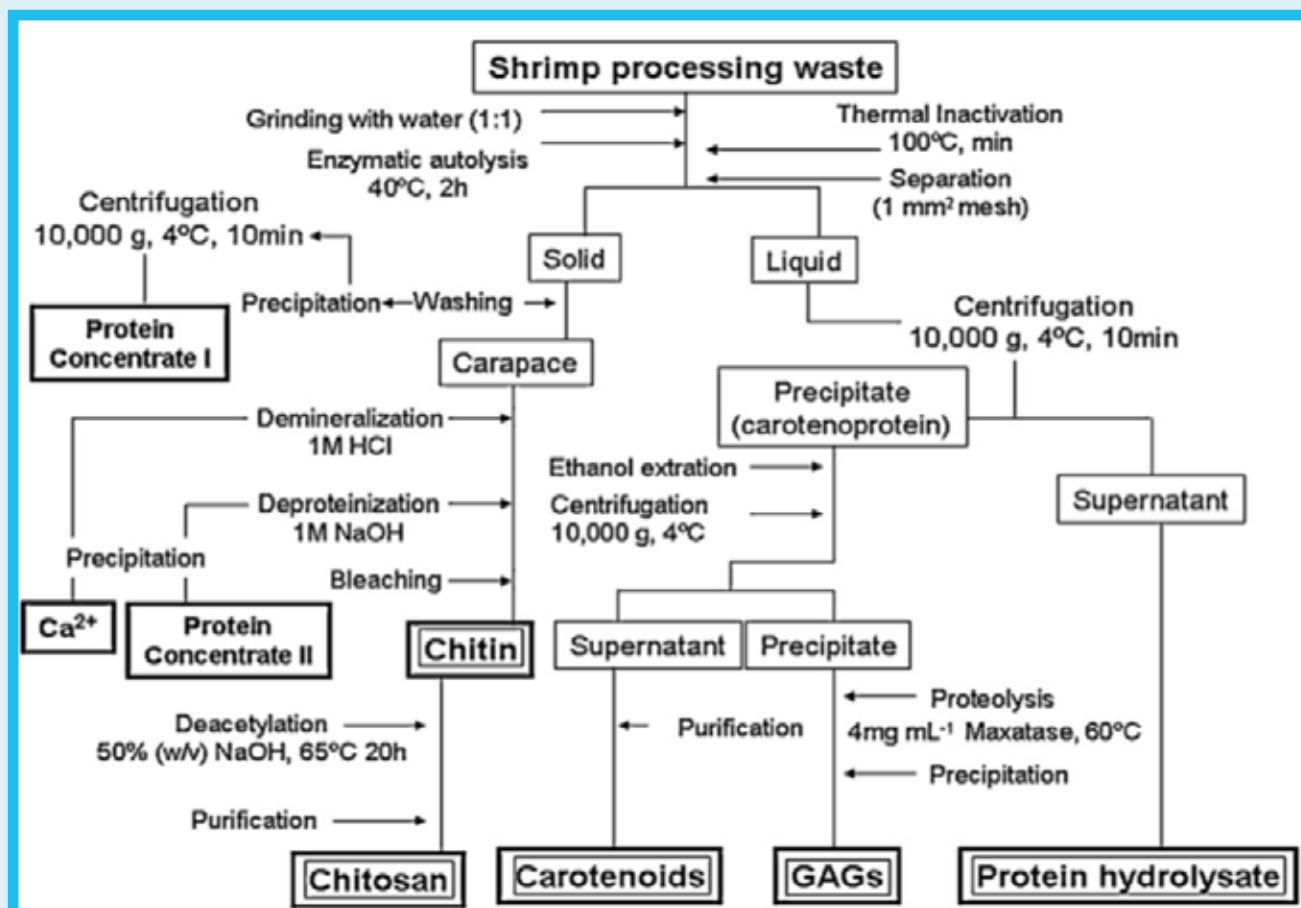 Shrimp processing waste
Grinding with water (1:1)
Thermal Inactivation
100ºC, min
Enzymatic autolysis
40ºC, 2h
Separation
(1 mm² mesh)
Centrifugation
10,000 g, 4ºC, 10min
Solid
Liquid
Precipitation
Washing
Centrifugation
10,000 g, 4ºC, 10min
Protein
Concentrate I
Carapace
Precipitate
(carotenoprotein)
Demineralization
1M HCl
Ethanol extration
Centrifugation
10,000 g, 4ºC
Supernatant
Deproteinization
1M NaOH
Precipitation
Bleaching
Ca²⁺
Protein
Concentrate II
Chitin
Supernatant
Precipitate
Deacetylation
50% (w/v) NaOH, 65ºC 20h
Purification
Proteolysis
4mg mL⁻¹ Maxatase, 60ºC
Precipitation
Purification
Chitosan
Carotenoids
GAGs
Protein hydrolysate